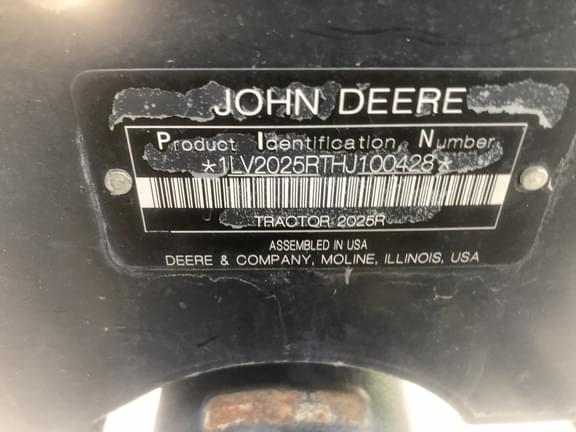 JOHN DEERE
Product Identification Number
*1LV2025RTHJ100428*
TRACTOR 2025R
ASSEMBLED IN USA
DEERE & COMPANY, MOLINE, ILLINOIS, USA